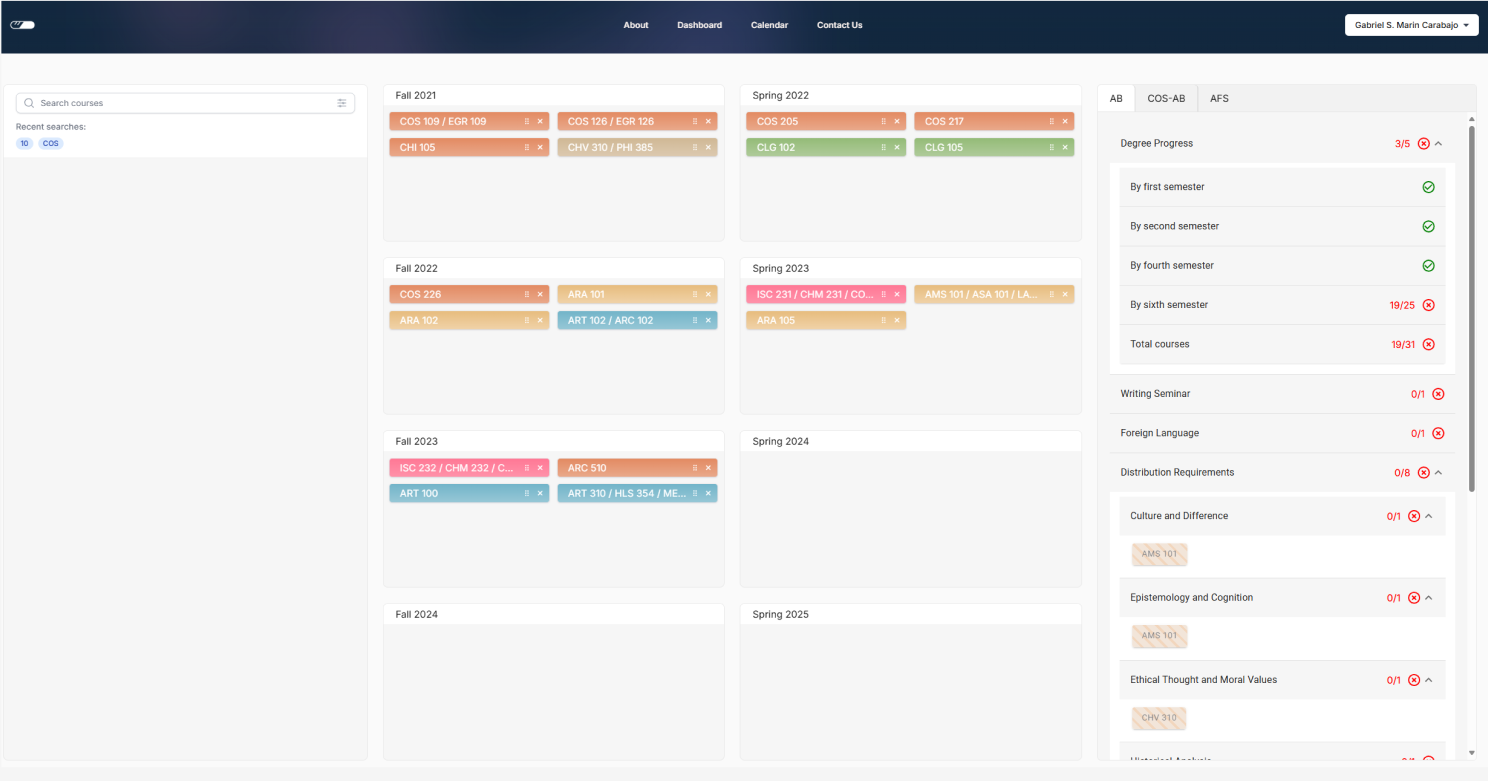 About Dashboard Calendar Contact Us Gabriel S. Marin Carabajo
Search courses
Recent searches:
10 COS
Fall 2021
COS 109 / EGR 109 COS 126 / EGR 126
CHI 105 CHV 310 / PHI 385
Spring 2022
COS 205 COS 217
CLG 102 CLG 105
Fall 2022
COS 226 ARA 101
ARA 102 ART 102 / ARC 102
Spring 2023
ISC 231 / CHM 231 / CO... AMS 101 / ASA 101 / LA...
ARA 105
Fall 2023
ISC 232 / CHM 232 / C... ARC 510
ART 100 ART 310 / HLS 354 / ME...
Spring 2024
Fall 2024
Spring 2025
AB COS-AB AFS
Degree Progress 3/5
By first semester
By second semester
By fourth semester
By sixth semester 19/25
Total courses 19/31
Writing Seminar 0/1
Foreign Language 0/1
Distribution Requirements 0/8
Culture and Difference 0/1
AMS 101
Epistemology and Cognition 0/1
AMS 101
Ethical Thought and Moral Values 0/1
CHV 310
Historical Analysis 0/1